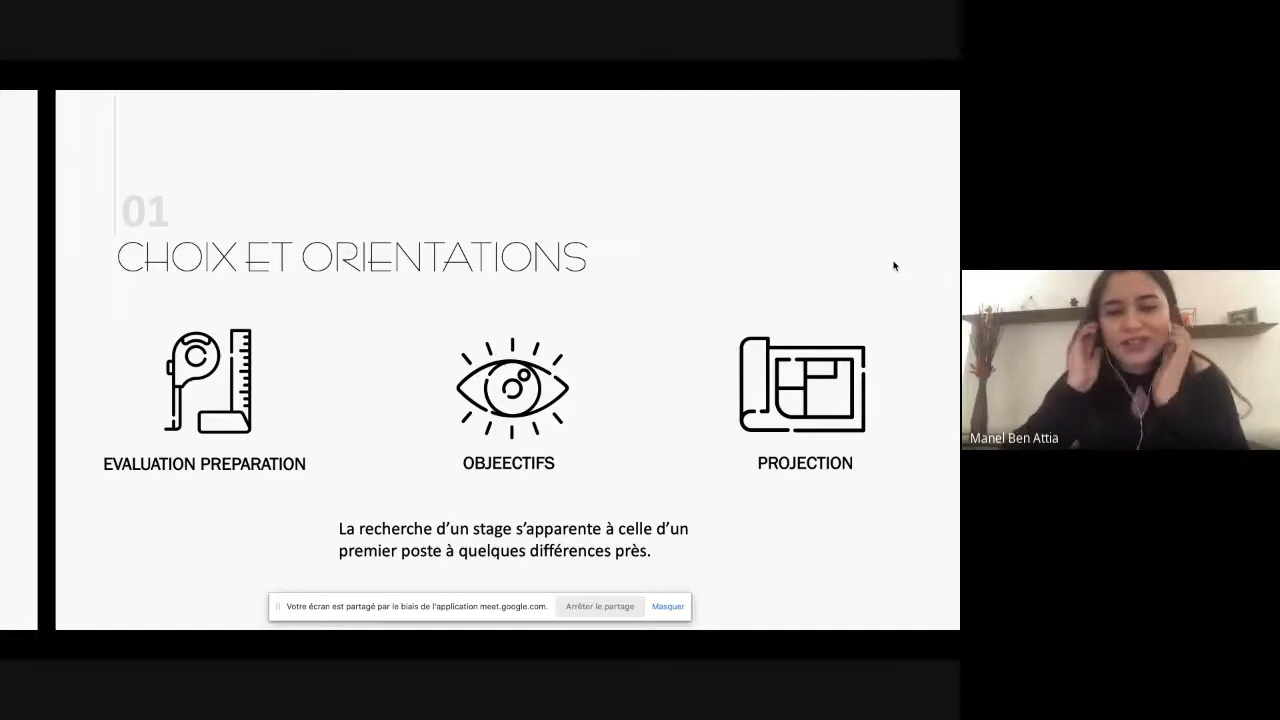 01
CHOIX ET ORIENTATIONS
EVALUATION PREPARATION
OBJEECTIFS
PROJECTION
La recherche d’un stage s’apparente à celle d’un
premier poste à quelques différences près.
Votre écran est partagé par le biais de l'application meet.google.com.
Arrêter le partage
Masquer
Manel Ben Attia